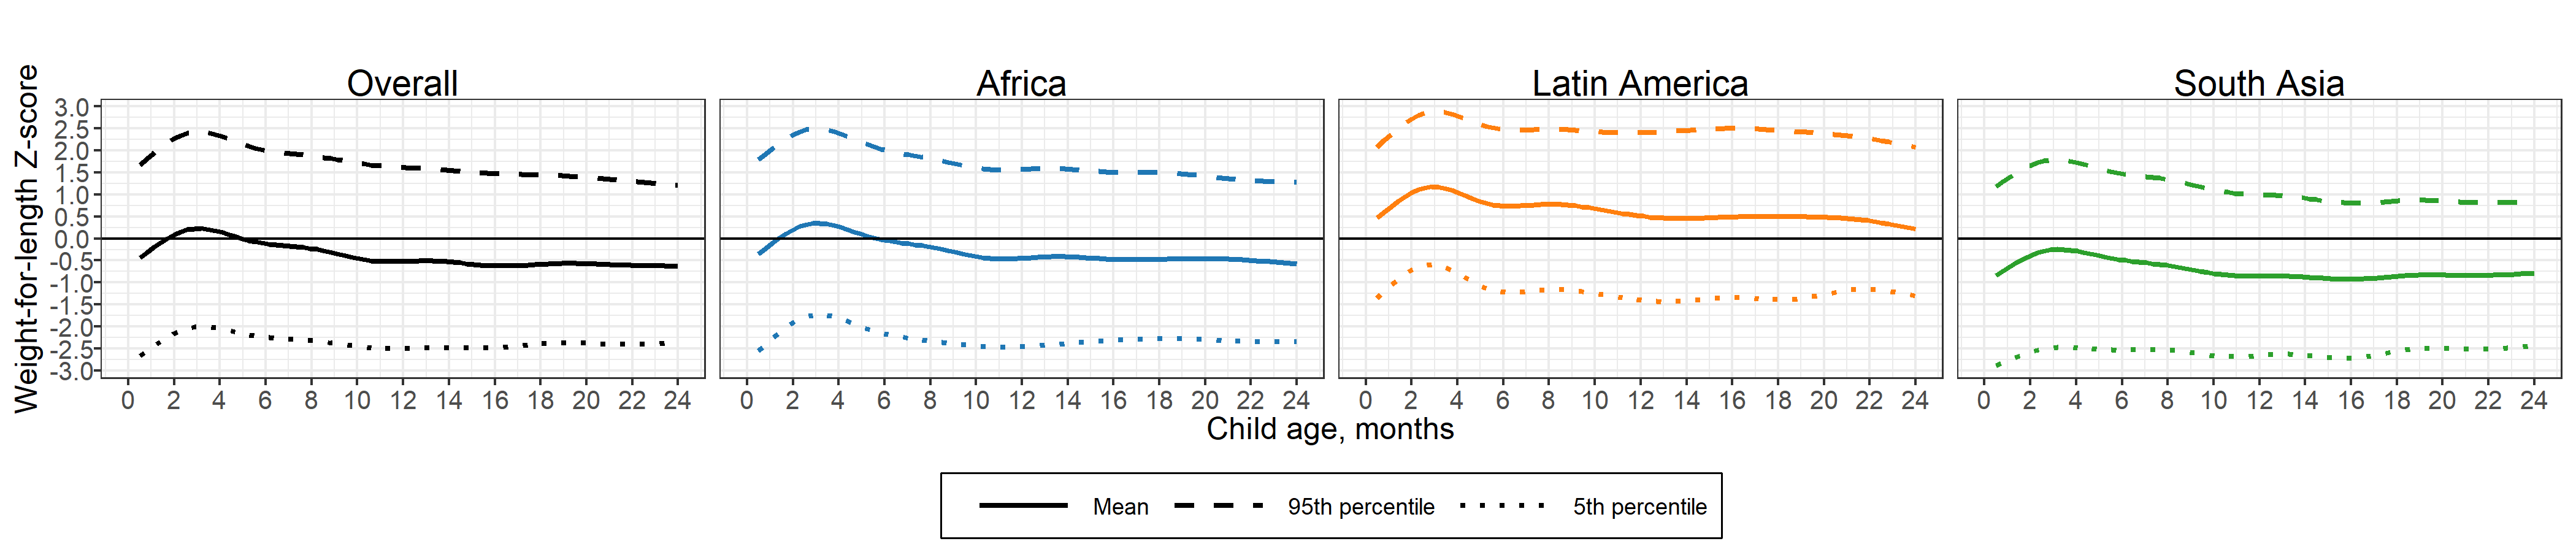 Overall Africa Latin America South Asia
Weight-for-length Z-score
3.0
2.5
2.0
1.5
1.0
0.5
0.0
-0.5
-1.0
-1.5
-2.0
-2.5
-3.0
0 2 4 6 8 10 12 14 16 18 20 22 24 0 2 4 6 8 10 12 14 16 18 20 22 24 0 2 4 6 8 10 12 14 16 18 20 22 24 0 2 4 6 8 10 12 14 16 18 20 22 24
Child age, months
Mean 95th percentile 5th percentile